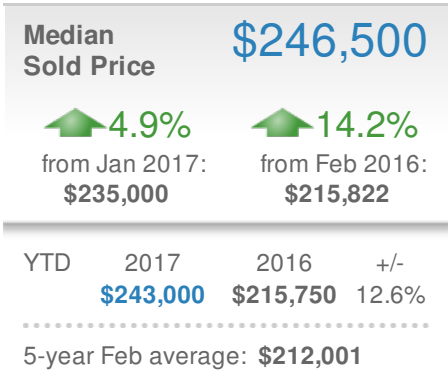 Median
Sold Price
$246,500
4.9%
from Jan 2017:
$235,000
14.2%
from Feb 2016:
$215,822
YTD 2017 2016 +/-
$243,000 $215,750 12.6%
5-year Feb average: $212,001